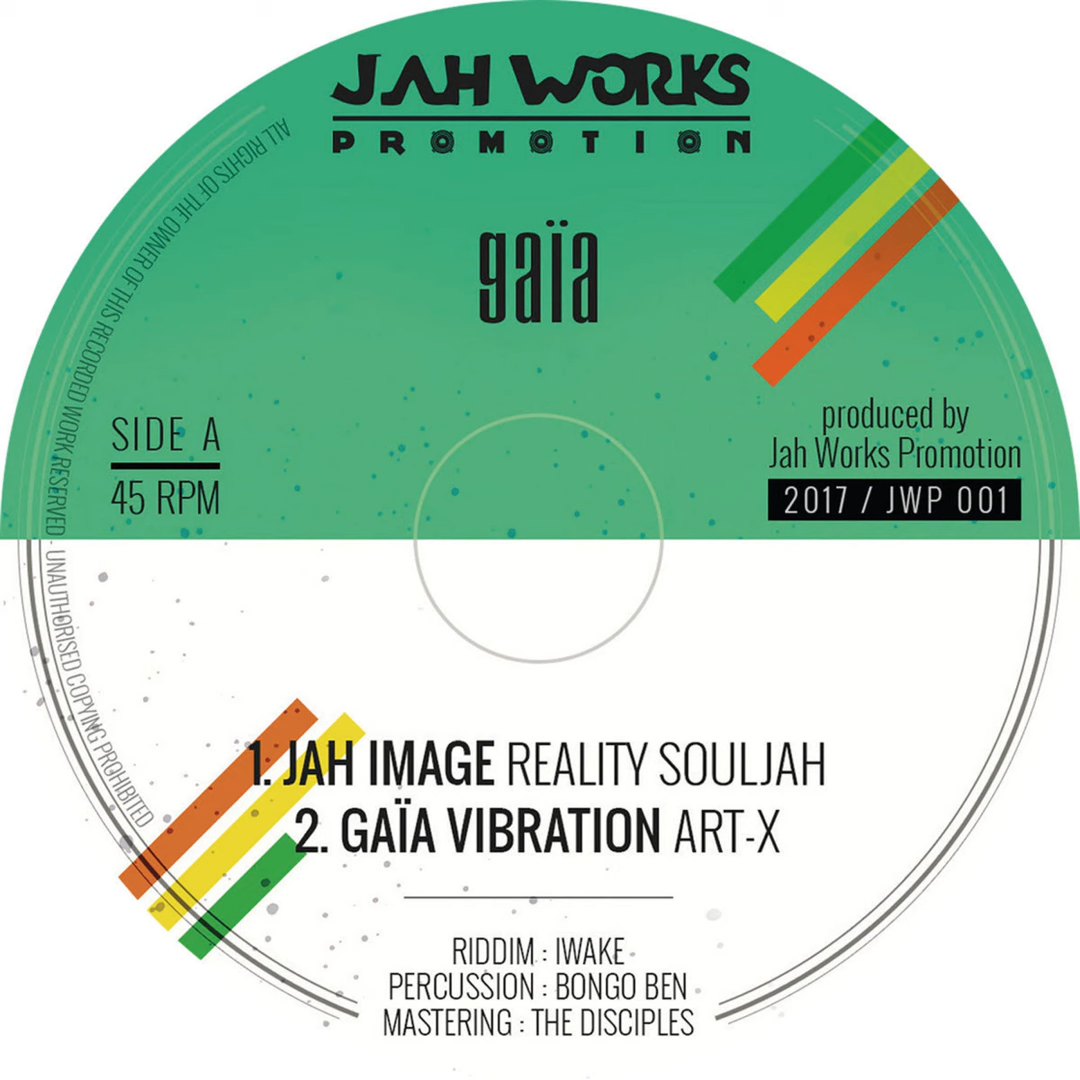 JAH WORKS
PROMOTION
gaïa
ALL RIGHTS OF THE OWNER OF THIS RECORDED WORK RESERVED - UNAUTHORISED COPYING PROHIBITED
SIDE A
45 RPM
produced by
Jah Works Promotion
2017 / JWP 001
1. JAH IMAGE REALITY SOULJAH
2. GAÏA VIBRATION ART-X
RIDDIM : IWAKE
PERCUSSION : BONGO BEN
MASTERING : THE DISCIPLES